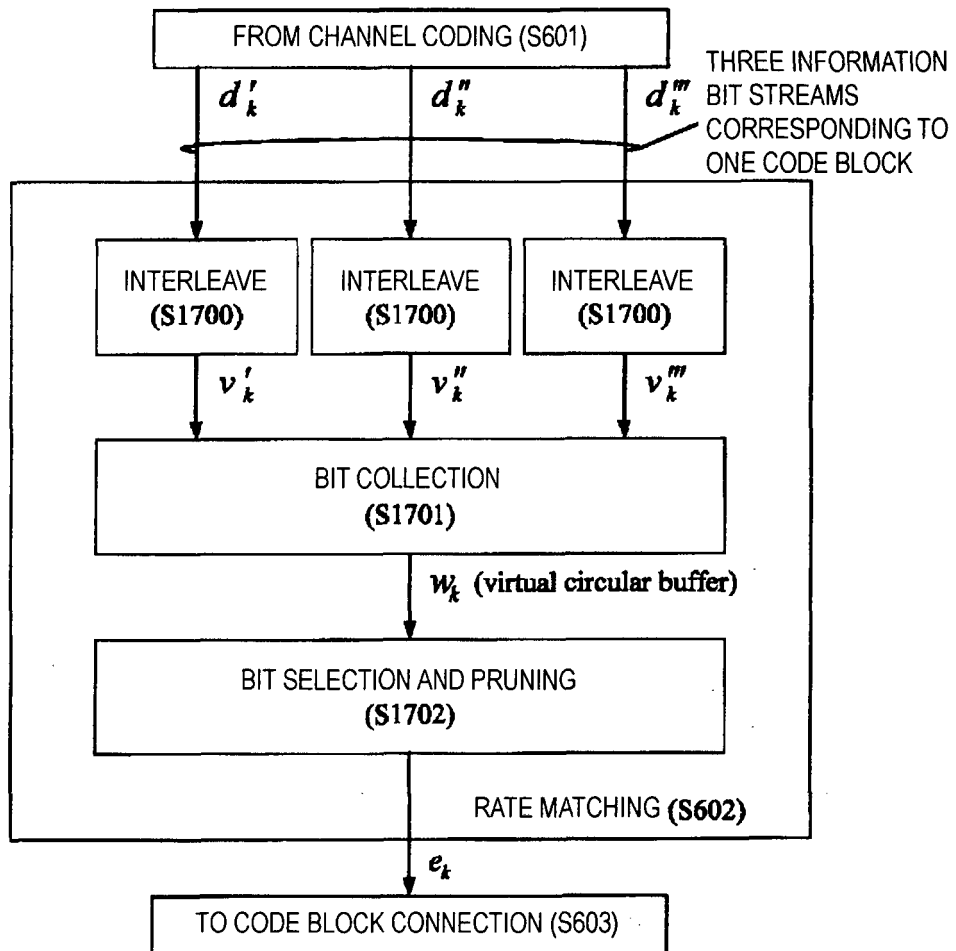 FROM CHANNEL CODING (S601)
d'k d''k d'''k
THREE INFORMATION
BIT STREAMS
CORRESPONDING TO
ONE CODE BLOCK
INTERLEAVE
(S1700)
INTERLEAVE
(S1700)
INTERLEAVE
(S1700)
v'k v''k v'''k
BIT COLLECTION
(S1701)
wk (virtual circular buffer)
BIT SELECTION AND PRUNING
(S1702)
RATE MATCHING (S602)
ek
TO CODE BLOCK CONNECTION (S603)